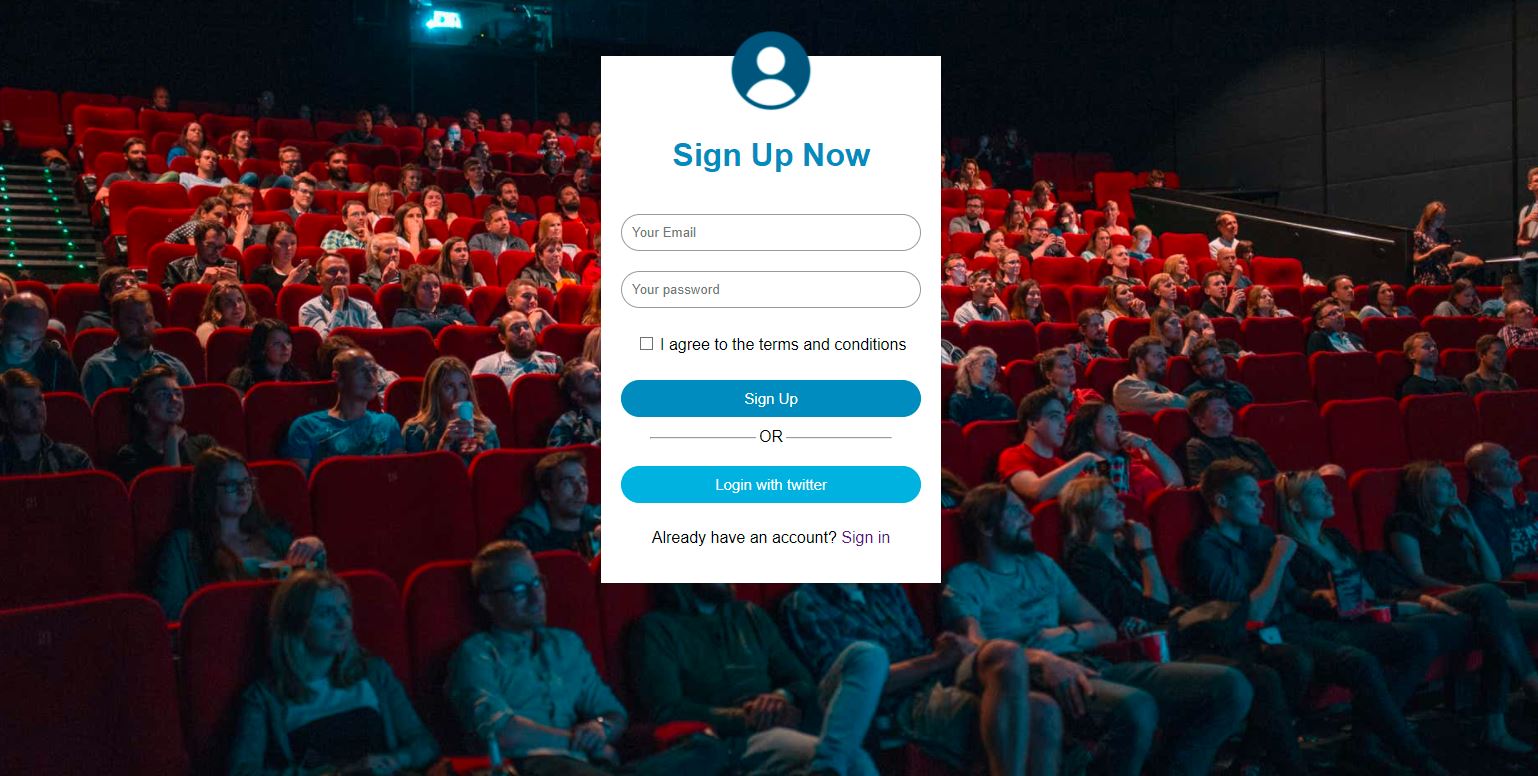 Sign Up Now
Your Email
Your password
I agree to the terms and conditions
Sign Up
OR
Login with twitter
Already have an account? Sign in